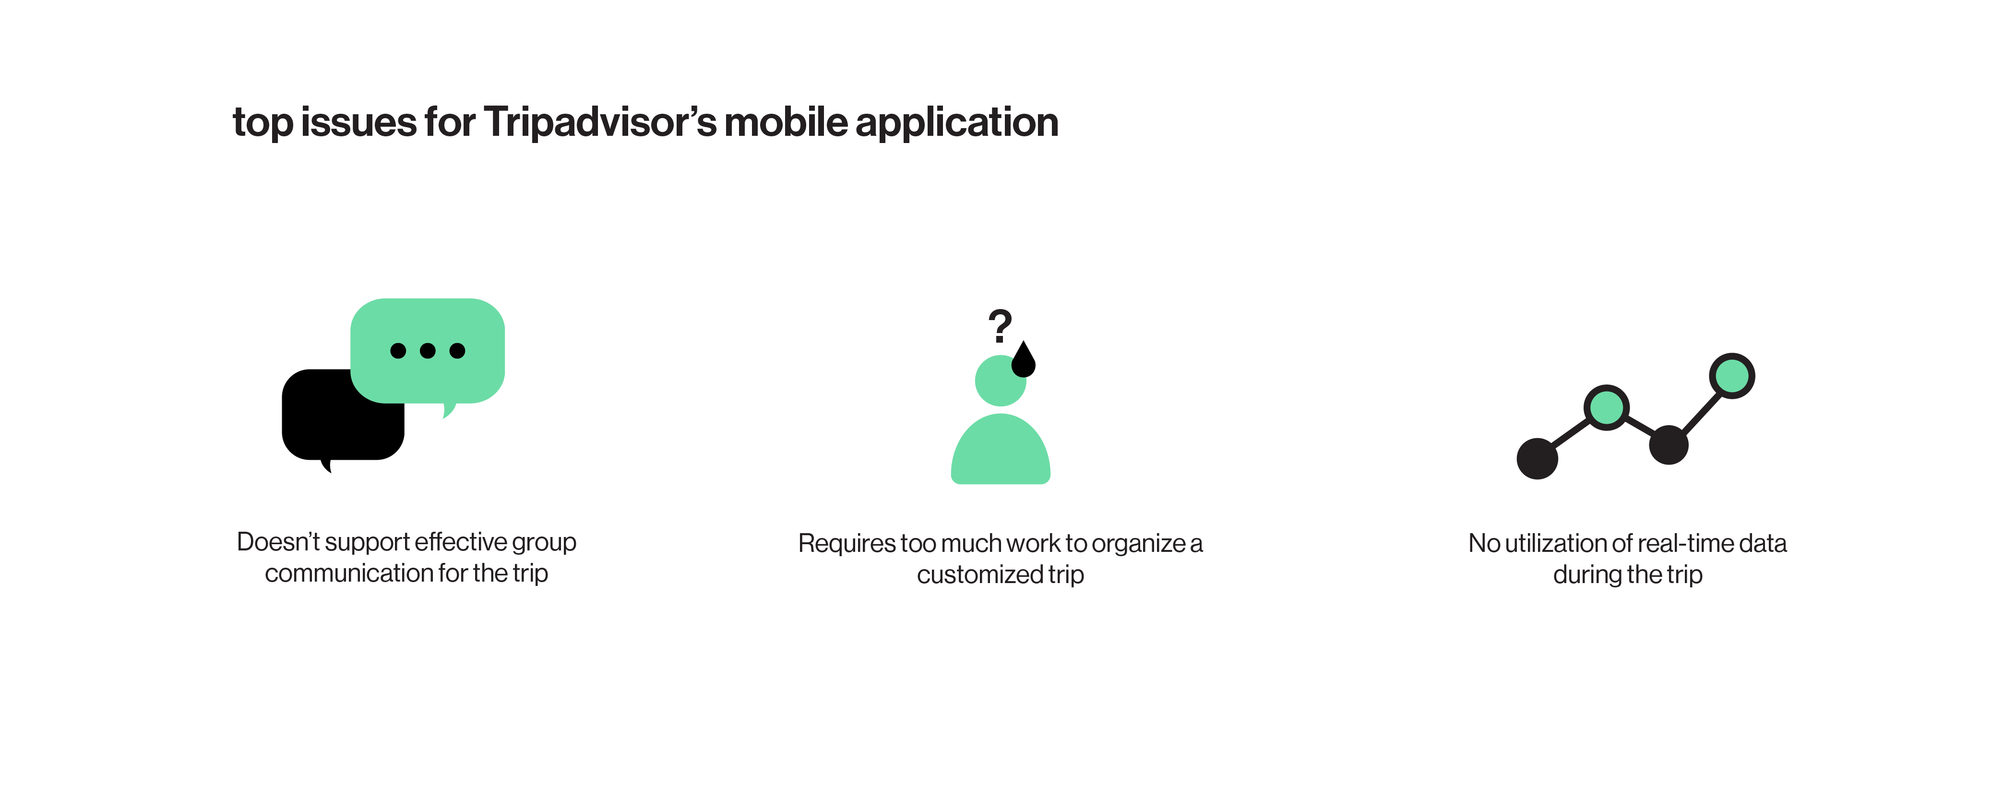 top issues for Tripadvisor’s mobile application
?
Doesn’t support effective group
communication for the trip
Requires too much work to organize a
customized trip
No utilization of real-time data
during the trip